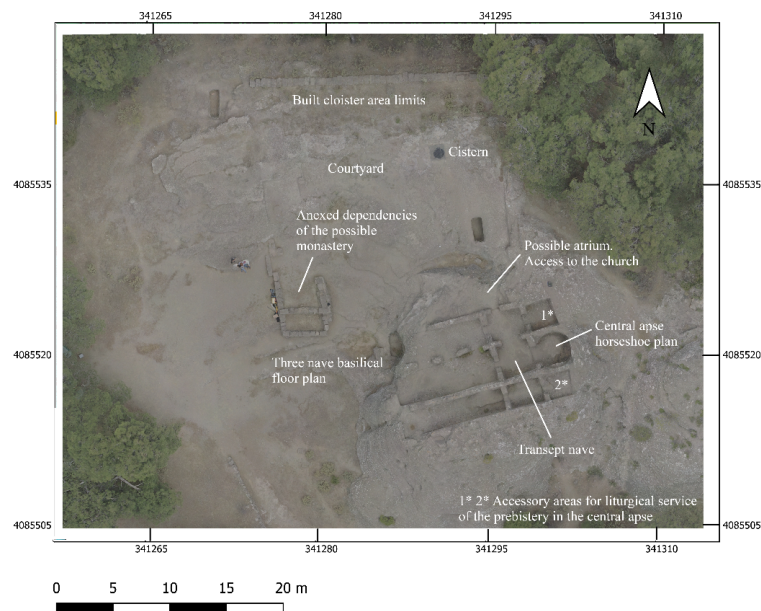 341265 341280 341295 341310
Built cloister area limits
N
Cistern
Courtyard
4085535 4085535
Anexed dependencies
of the possible
monastery
Possible atrium.
Access to the church
1*
Central apse
horseshoe plan
4085520 4085520
Three nave basilical
floor plan
2*
Transept nave
1* 2* Accessory areas for liturgical service
of the prebistery in the central apse
4085505 4085505
341265 341280 341295 341310
0 5 10 15 20 m